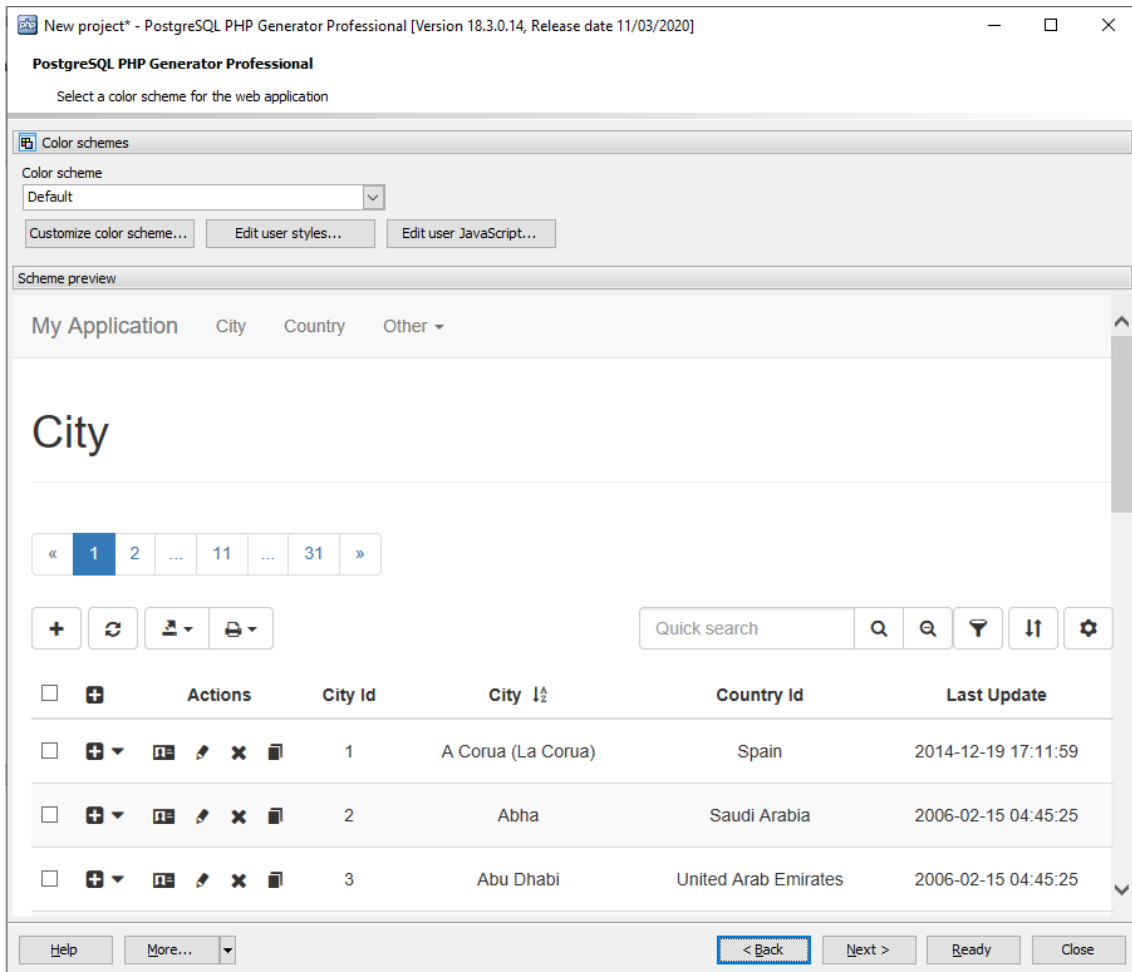 New project* - PostgreSQL PHP Generator Professional [Version 18.3.0.14, Release date 11/03/2020]
PostgreSQL PHP Generator Professional
Select a color scheme for the web application
Color schemes
Color scheme
Default
Customize color scheme... Edit user styles... Edit user JavaScript...
Scheme preview
My Application City Country Other
City
« 1 2 ... 11 ... 31 »
Quick search
Actions City Id City Country Id Last Update
1 A Corua (La Corua) Spain 2014-12-19 17:11:59
2 Abha Saudi Arabia 2006-02-15 04:45:25
3 Abu Dhabi United Arab Emirates 2006-02-15 04:45:25
Help More... < Back Next > Ready Close